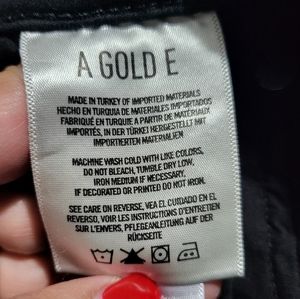 A GOLD E
MADE IN TURKEY OF IMPORTED MATERIALS
HECHO EN TURQUIA DE MATERIALES IMPORTADOS
FABRIQUÉ EN TURQUIE A PARTIR DE MATÉRIAUX
IMPORTÉS, IN DER TÜRKEI HERGESTELLT MIT
IMPORTIERTEN MATERIALIEN
MACHINE WASH COLD WITH LIKE COLORS,
DO NOT BLEACH, TUMBLE DRY LOW,
IRON MEDIUM IF NECESSARY.
IF DECORATED OR PRINTED DO NOT IRON.
SEE CARE ON REVERSE, VEA EL CUIDADO EN EL
REVERSO, VOIR LES INSTRUCTIONS D'ENTRETIEN
SUR L'ENVERS, PFLEGEANLEITUNG AUF DER
RÜCKSEITE